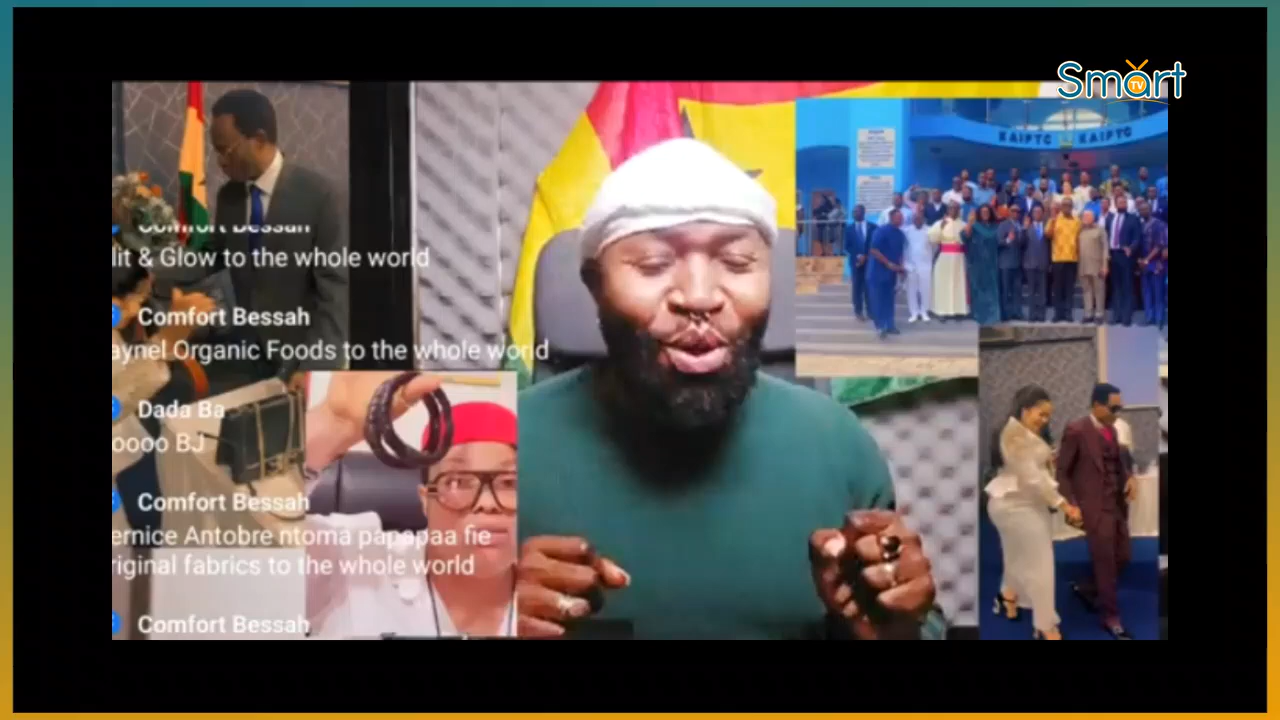 Smart
TV
KAIPTC KAIPTC
Comfort Bessah
lit & Glow to the whole world
Comfort Bessah
aynel Organic Foods to the whole world
Dada Ba
oooo BJ
Comfort Bessah
ernice Antobre ntoma papapaa fie
riginal fabrics to the whole world
Comfort Bessah